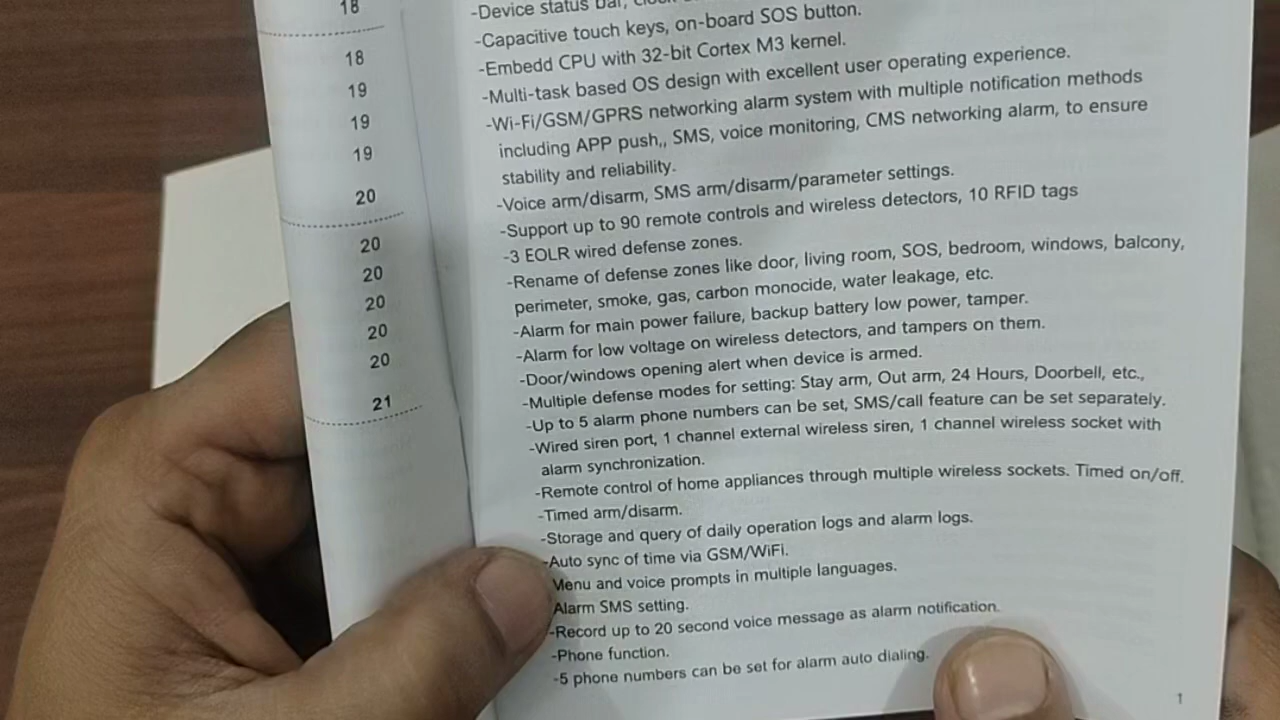 18
18
19
19
19
20
20
20
20
20
20
21
-Device status bar,
-Capacitive touch keys, on-board SOS button.
-Embedd CPU with 32-bit Cortex M3 kernel.
-Multi-task based OS design with excellent user operating experience.
-Wi-Fi/GSM/GPRS networking alarm system with multiple notification methods
including APP push,, SMS, voice monitoring, CMS networking alarm, to ensure
stability and reliability.
-Voice arm/disarm, SMS arm/disarm/parameter settings.
-Support up to 90 remote controls and wireless detectors, 10 RFID tags
-3 EOLR wired defense zones.
-Rename of defense zones like door, living room, SOS, bedroom, windows, balcony,
perimeter, smoke, gas, carbon monocide, water leakage, etc.
-Alarm for main power failure, backup battery low power, tamper.
-Alarm for low voltage on wireless detectors, and tampers on them.
-Door/windows opening alert when device is armed.
-Multiple defense modes for setting: Stay arm, Out arm, 24 Hours, Doorbell, etc.,
-Up to 5 alarm phone numbers can be set, SMS/call feature can be set separately.
-Wired siren port, 1 channel external wireless siren, 1 channel wireless socket with
alarm synchronization.
-Remote control of home appliances through multiple wireless sockets. Timed on/off.
-Timed arm/disarm.
-Storage and query of daily operation logs and alarm logs.
-Auto sync of time via GSM/WiFi.
Menu and voice prompts in multiple languages.
Alarm SMS setting.
-Record up to 20 second voice message as alarm notification.
-Phone function.
-5 phone numbers can be set for alarm auto dialing.
1